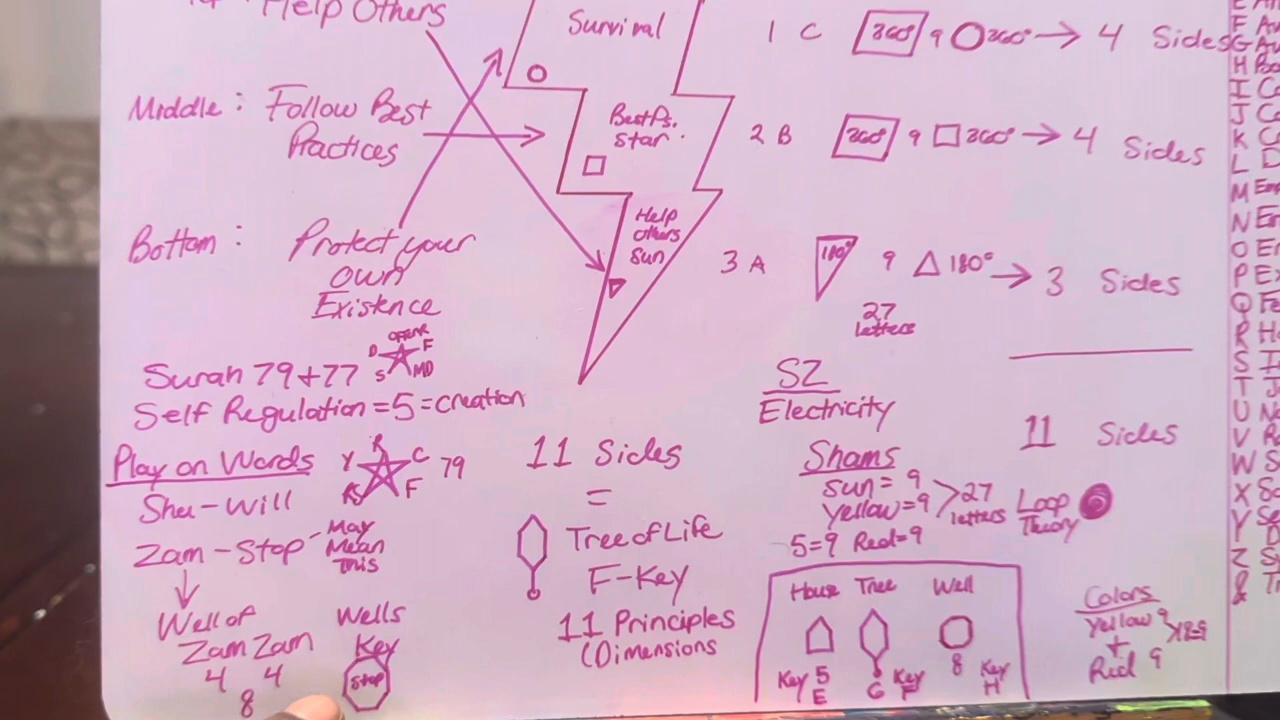 Help Others
Middle: Follow Best
Practices
Bottom: Protect your
own
Existence
Survival
Best Ps.
Star
Help
others
Sun
1 C 360° 9 360° → 4 Sides
2 B 360° 9 360° → 4 Sides
3 A 180° 9 180° → 3 Sides
27
letters
11 Sides
Surah 79+77
D F
S MD
Self Regulation = 5 = creation
Play on Words
R
Y C 79
F
Shu-Will
Zam - Stop - May
Mean
This
Well of
Zam Zam
4 4
8
Wells
Key
Stop
11 Sides
=
Tree of Life
F-Key
11 Principles
(Dimensions
SZ
Electricity
Shams
Sun = 9
Yellow = 9 > 27
letters
5=9 Red=9
Loop
Theory
House Tree Well
Key 5
E
6 Key
F
8 Key
H
Colors
Yellow 9
+
Red 9
F
G
H
I
J
K
L
M
N
O
P
Q
R
S
T
U
V
W
X
Y
Z
&